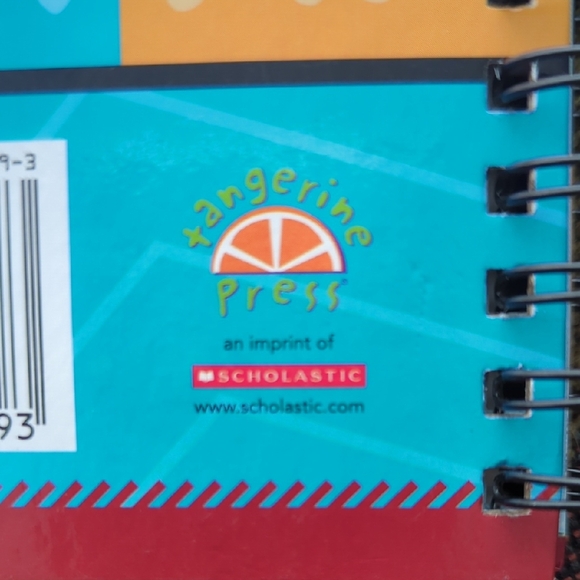 9-3
93
tangerine
Press
an imprint of
SCHOLASTIC
www.scholastic.com